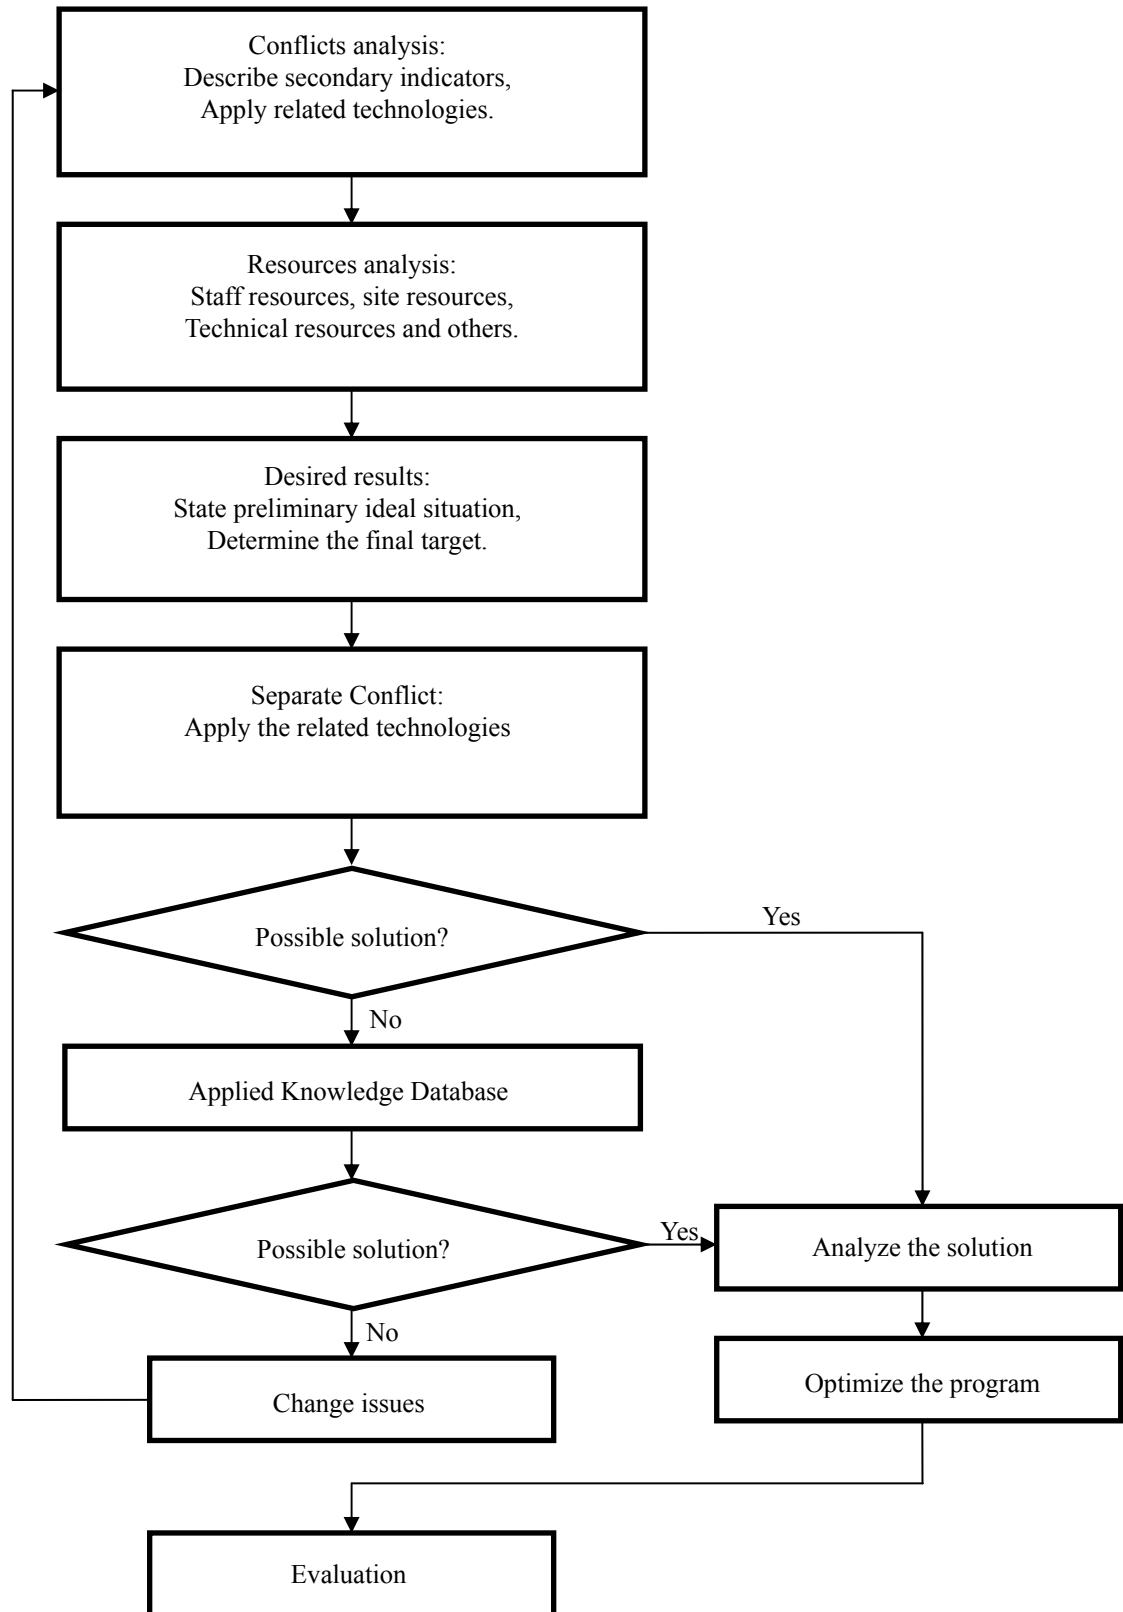 Conflicts analysis:
Describe secondary indicators,
Apply related technologies.
Resources analysis:
Staff resources, site resources,
Technical resources and others.
Desired results:
State preliminary ideal situation,
Determine the final target.
Separate Conflict:
Apply the related technologies
Possible solution?
Yes
No
Applied Knowledge Database
Possible solution?
Yes
Analyze the solution
No
Optimize the program
Change issues
Evaluation